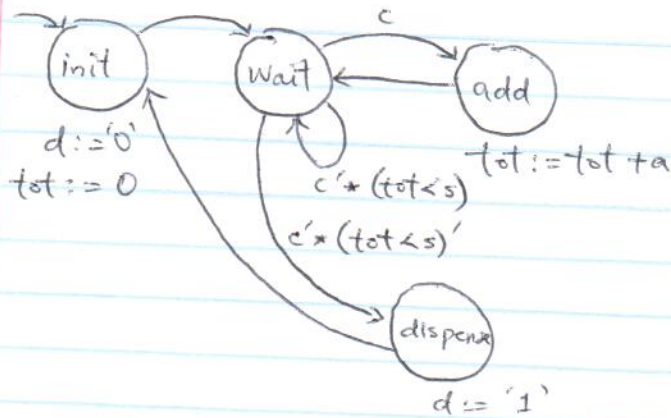 c
init
wait
add
d := '0'
tot := 0
tot := tot + a
c' * (tot < s)
c' * (tot < s)'
dispense
d := '1'